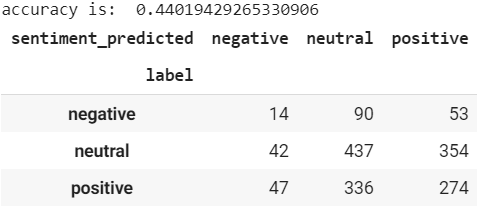 accuracy is:  0.44019429265330906
sentiment_predicted negative neutral positive
label
negative 14 90 53
neutral 42 437 354
positive 47 336 274